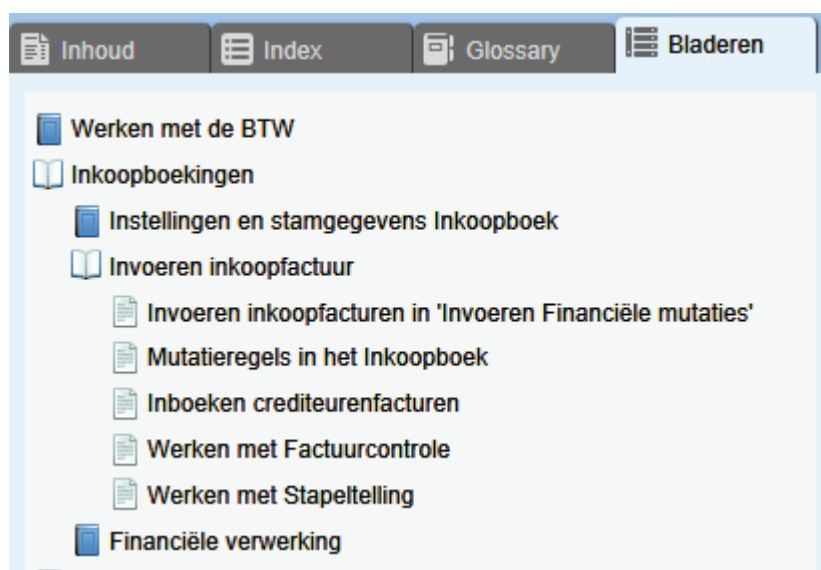 Inhoud Index Glossary Bladeren
Werken met de BTW
Inkoopboekingen
Instellingen en stamgegevens Inkoopboek
Invoeren inkoopfactuur
Invoeren inkoopfacturen in 'Invoeren Financiële mutaties'
Mutatieregels in het Inkoopboek
Inboeken crediteurenfacturen
Werken met Factuurcontrole
Werken met Stapeltelling
Financiële verwerking